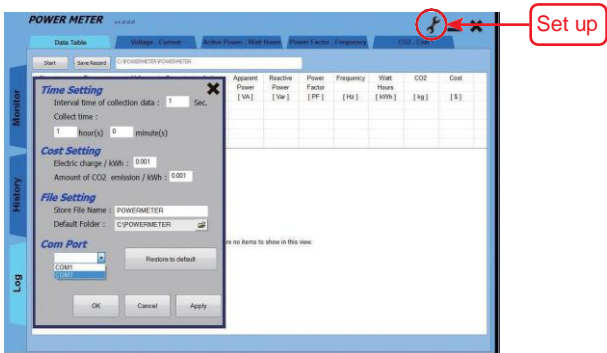 POWER METER v1.0.0.0
Set up
Data Table Voltage . Current Active Power . Watt Hours Power Factor . Frequency CO2 . Cost
Start Save Record C:\POWERMETER\POWERMETER
Apparent Power [ VA ] Reactive Power [ Var ] Power Factor [ PF ] Frequency [ Hz ] Watt Hours [ kWh ] CO2 [ kg ] Cost [ $ ]
Monitor
History
Log
Time Setting
Interval time of collection data : 1 Sec.
Collect time :
1 hour(s) 0 minute(s)
Cost Setting
Electric charge / kWh : 0.001
Amount of CO2 emission / kWh : 0.001
File Setting
Store File Name : POWERMETER
Default Folder : C:\POWERMETER
re no items to show in this view.
Com Port
Restore to default
COM1
OK Cancel Apply